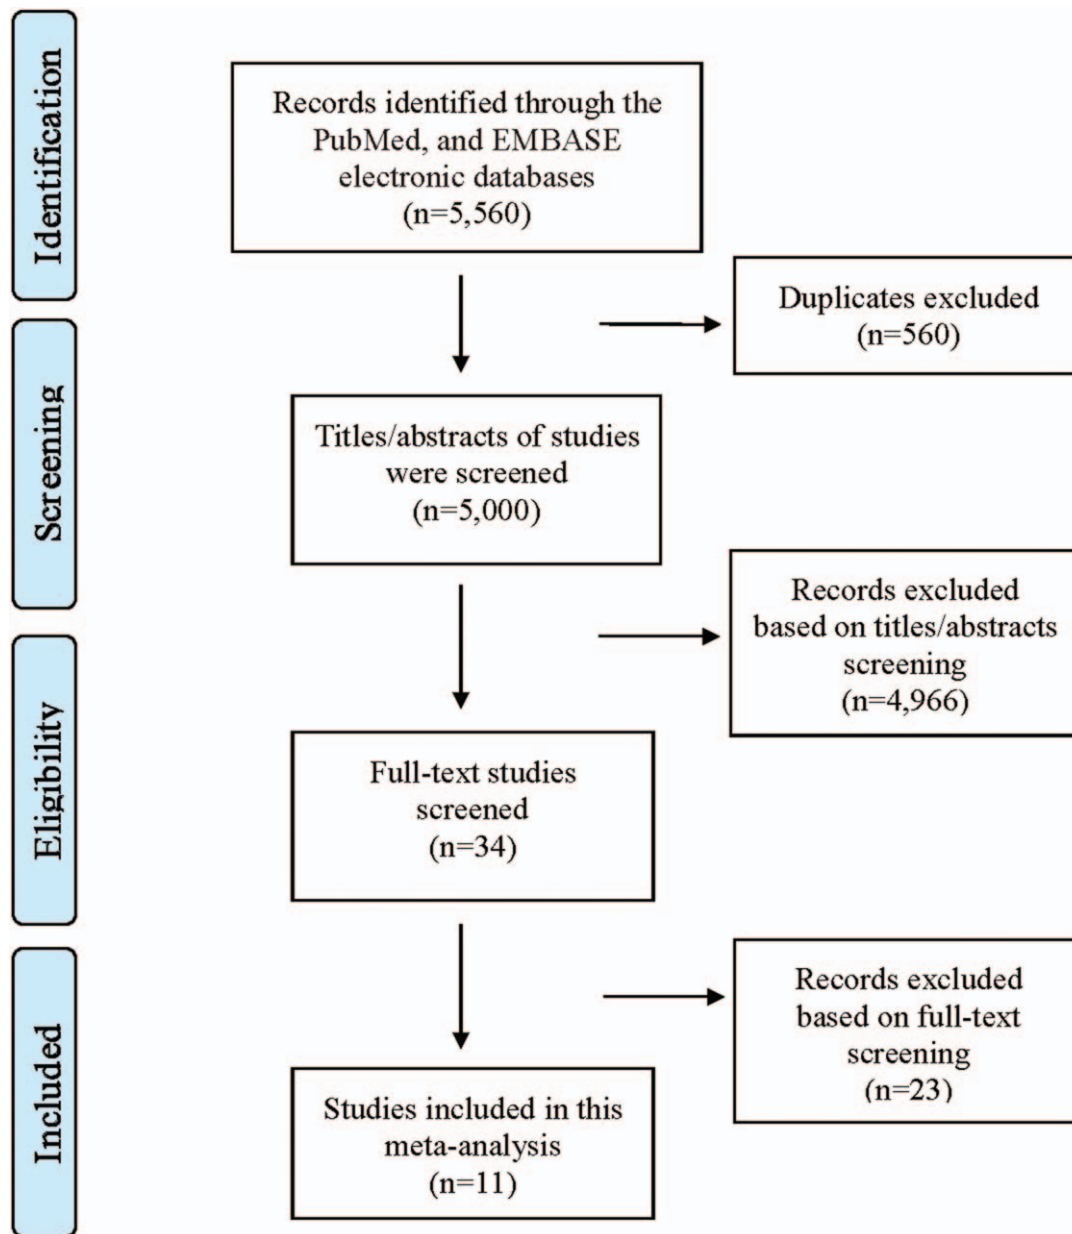 Identification
Records identified through the
PubMed, and EMBASE
electronic databases
(n=5,560)
Duplicates excluded
(n=560)
Screening
Titles/abstracts of studies
were screened
(n=5,000)
Records excluded
based on titles/abstracts
screening
(n=4,966)
Eligibility
Full-text studies
screened
(n=34)
Records excluded
based on full-text
screening
(n=23)
Included
Studies included in this
meta-analysis
(n=11)